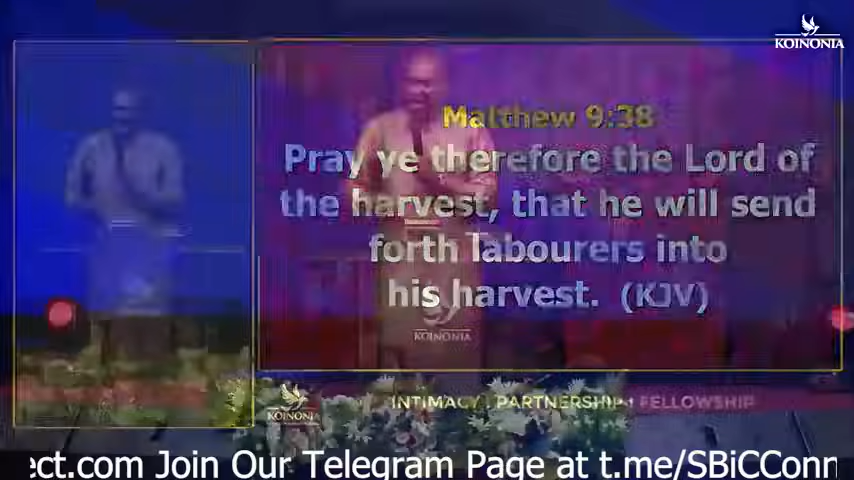 KOINONIA
Matthew 9:38
Pray ye therefore the Lord of
the harvest, that he will send
forth labourers into
his harvest. (KJV)
KOINONIA
KOINONIA
INTIMACY | PARTNERSHIP | FELLOWSHIP
ect.com Join Our Telegram Page at t.me/SBiCConn